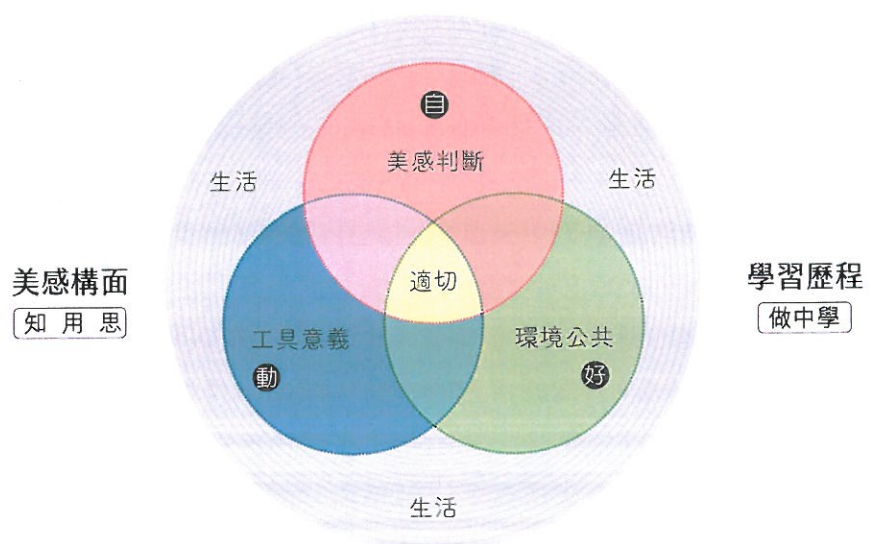 自
美感判斷
生活
生活
美感構面
知 用 思
適切
學習歷程
做中學
工具意義
環境公共
動
好
生活